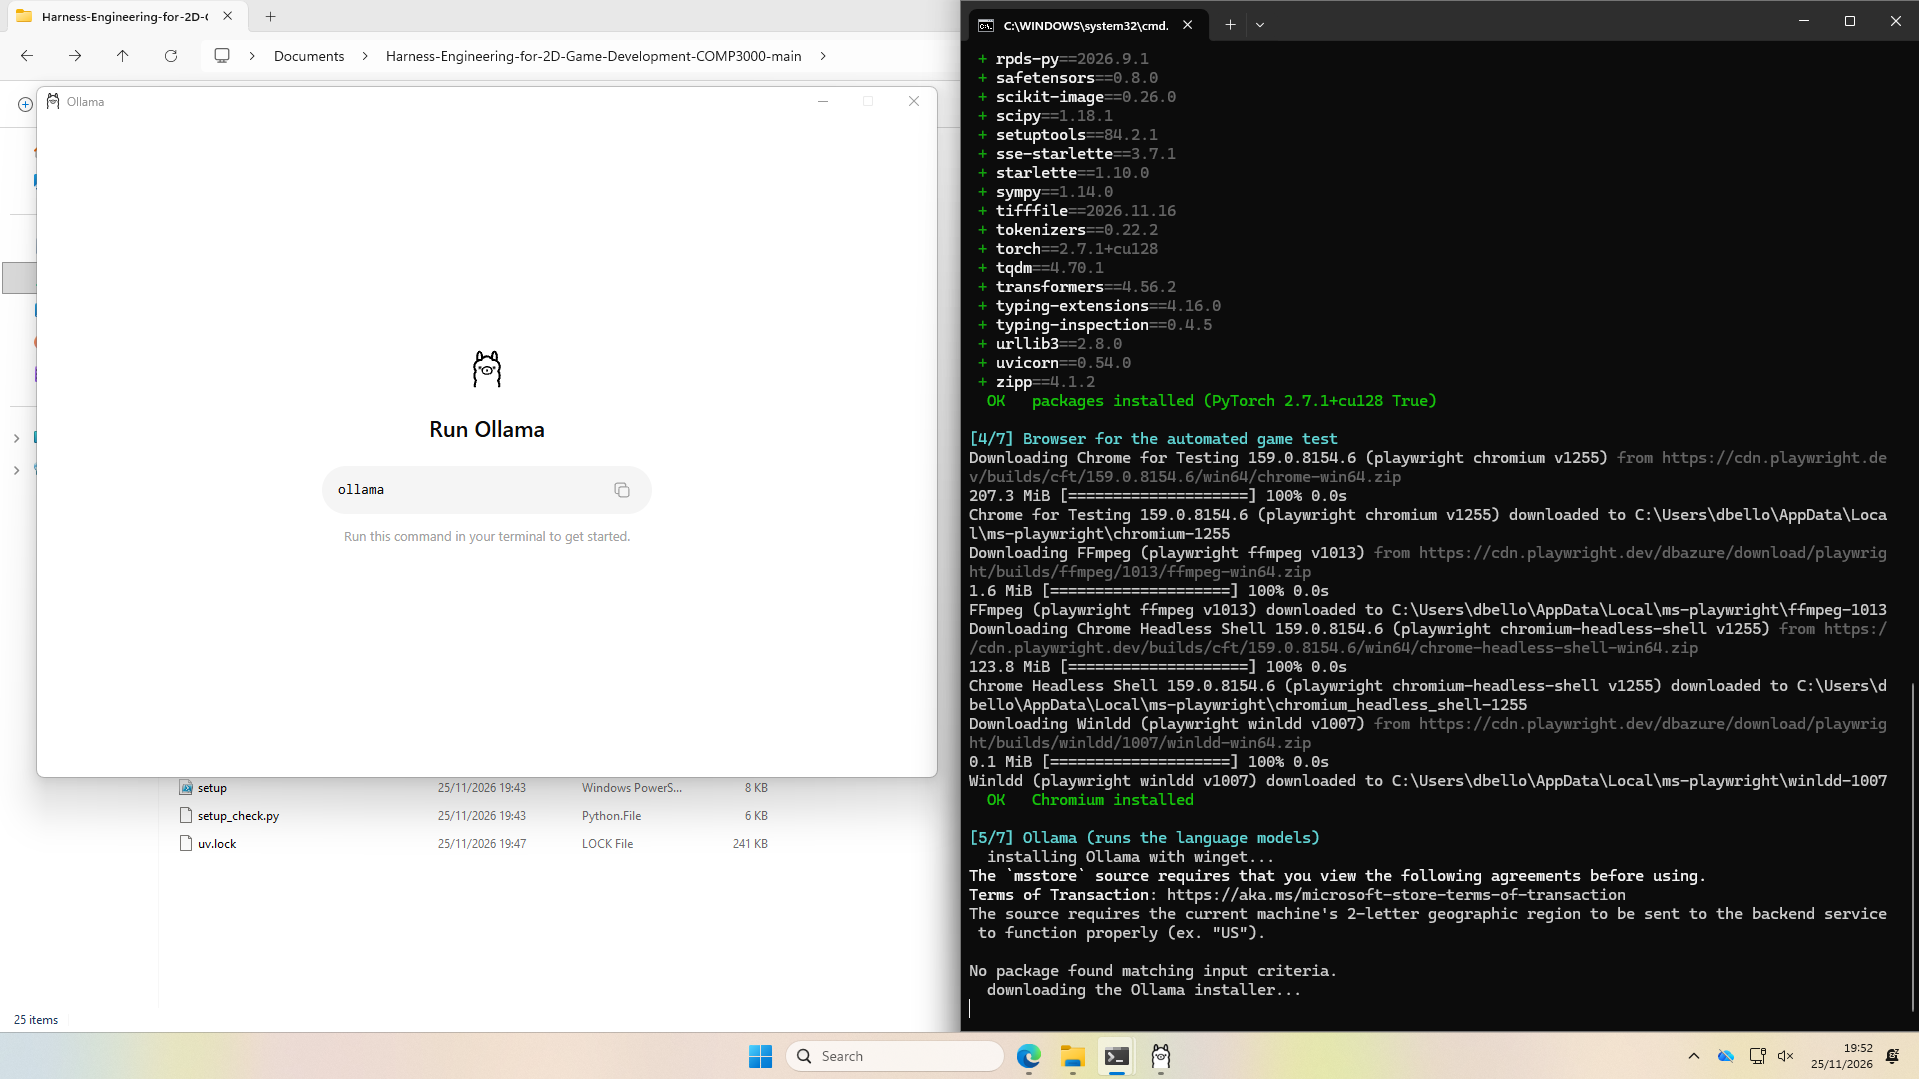 Harness-Engineering-for-2D-G
Documents
Harness-Engineering-for-2D-Game-Development-COMP3000-main
Ollama
Run Ollama
ollama
Run this command in your terminal to get started.
setup 25/11/2026 19:43 Windows PowerS... 8 KB
setup_check.py 25/11/2026 19:43 Python.File 6 KB
uv.lock 25/11/2026 19:47 LOCK File 241 KB
25 items
C:\WINDOWS\system32\cmd.
+ rpds-py==2026.9.1
+ safetensors==0.8.0
+ scikit-image==0.26.0
+ scipy==1.18.1
+ setuptools==84.2.1
+ sse-starlette==3.7.1
+ starlette==1.10.0
+ sympy==1.14.0
+ tifffile==2026.11.16
+ tokenizers==0.22.2
+ torch==2.7.1+cu128
+ tqdm==4.70.1
+ transformers==4.56.2
+ typing-extensions==4.16.0
+ typing-inspection==0.4.5
+ urllib3==2.8.0
+ uvicorn==0.54.0
+ zipp==4.1.2
OK packages installed (PyTorch 2.7.1+cu128 True)
[4/7] Browser for the automated game test
Downloading Chrome for Testing 159.0.8154.6 (playwright chromium v1255) from https://cdn.playwright.de
v/builds/cft/159.0.8154.6/win64/chrome-win64.zip
207.3 MiB [====================] 100% 0.0s
Chrome for Testing 159.0.8154.6 (playwright chromium v1255) downloaded to C:\Users\dbello\AppData\Loca
l\ms-playwright\chromium-1255
Downloading FFmpeg (playwright ffmpeg v1013) from https://cdn.playwright.dev/dbazure/download/playwrig
ht/builds/ffmpeg/1013/ffmpeg-win64.zip
1.6 MiB [====================] 100% 0.0s
FFmpeg (playwright ffmpeg v1013) downloaded to C:\Users\dbello\AppData\Local\ms-playwright\ffmpeg-1013
Downloading Chrome Headless Shell 159.0.8154.6 (playwright chromium-headless-shell v1255) from https:/
/cdn.playwright.dev/builds/cft/159.0.8154.6/win64/chrome-headless-shell-win64.zip
123.8 MiB [====================] 100% 0.0s
Chrome Headless Shell 159.0.8154.6 (playwright chromium-headless-shell v1255) downloaded to C:\Users\d
bello\AppData\Local\ms-playwright\chromium_headless_shell-1255
Downloading Winldd (playwright winldd v1007) from https://cdn.playwright.dev/dbazure/download/playwrig
ht/builds/winldd/1007/winldd-win64.zip
0.1 MiB [====================] 100% 0.0s
Winldd (playwright winldd v1007) downloaded to C:\Users\dbello\AppData\Local\ms-playwright\winldd-1007
OK Chromium installed
[5/7] Ollama (runs the language models)
installing Ollama with winget...
The `msstore` source requires that you view the following agreements before using.
Terms of Transaction: https://aka.ms/microsoft-store-terms-of-transaction
The source requires the current machine's 2-letter geographic region to be sent to the backend service
to function properly (ex. "US").
No package found matching input criteria.
downloading the Ollama installer...
Search
19:52
25/11/2026